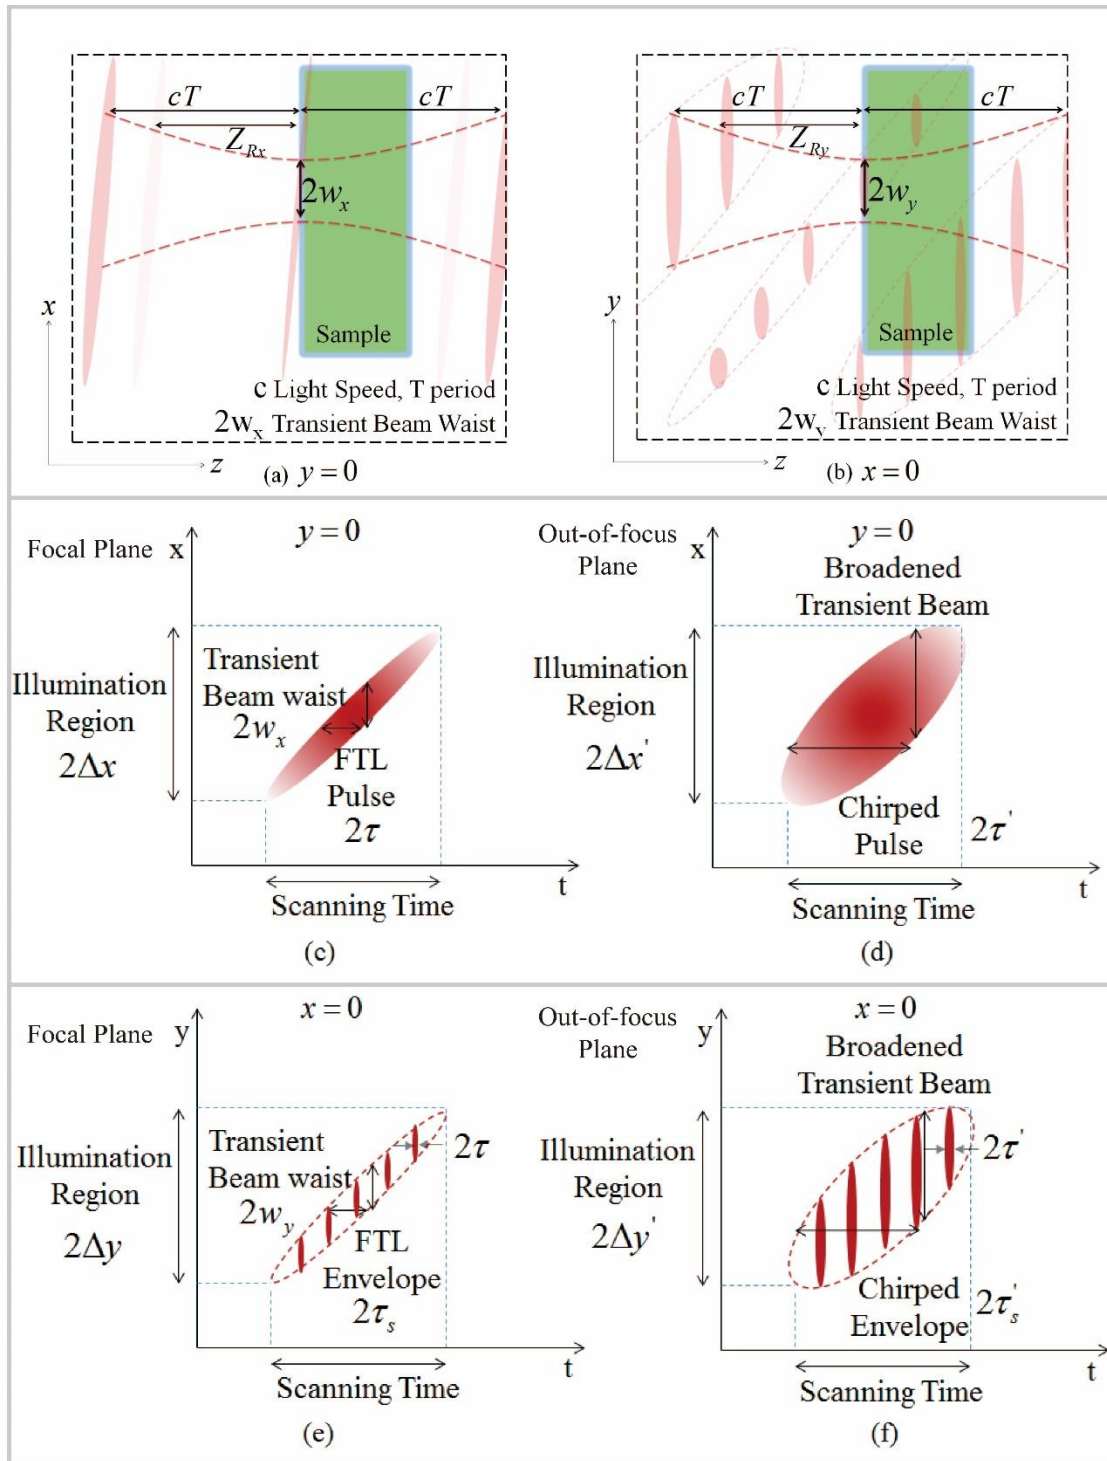 cT
cT
Z_{Rx}
2w_x
x
Sample
c Light Speed, T period
2w_x Transient Beam Waist
z
(a) y = 0
cT
cT
Z_{Ry}
2w_y
y
Sample
c Light Speed, T period
2w_y Transient Beam Waist
z
(b) x = 0
Focal Plane
x
y = 0
Illumination
Region
2Δx
Transient
Beam waist
2w_x
FTL
Pulse
2τ
t
Scanning Time
(c)
Out-of-focus
Plane
x
y = 0
Broadened
Transient Beam
Illumination
Region
2Δx'
Chirped
Pulse
2τ'
t
Scanning Time
(d)
Focal Plane
y
x = 0
Illumination
Region
2Δy
Transient
Beam waist
2w_y
2τ
FTL
Envelope
2τ_s
t
Scanning Time
(e)
Out-of-focus
Plane
y
x = 0
Broadened
Transient Beam
Illumination
Region
2Δy'
2τ'
Chirped
Envelope
2τ_s'
t
Scanning Time
(f)